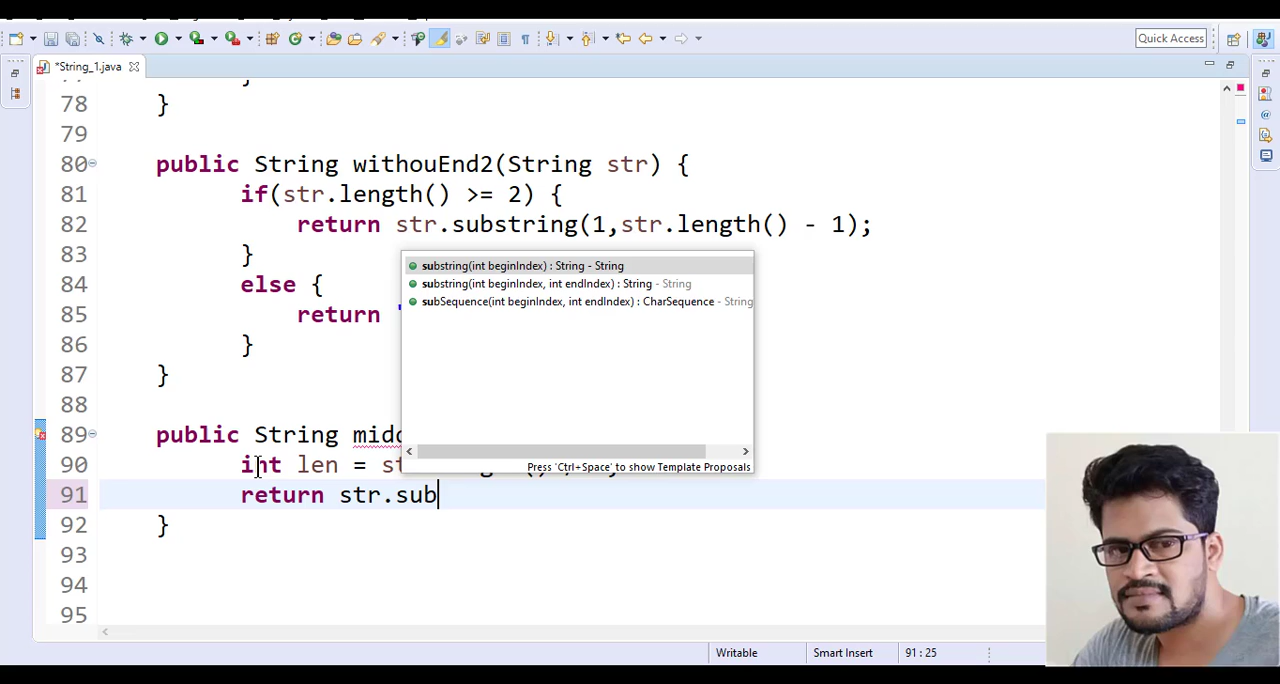 Quick Access
*String_1.java
78 }
79
80 public String withouEnd2(String str) {
81 if(str.length() >= 2) {
82 return str.substring(1,str.length() - 1);
83 }
84 else {
85 return
86 }
87 }
88
89 public String
90 int len =
91 return str.sub
92 }
93
94
95
substring(int beginIndex) : String - String
substring(int beginIndex, int endIndex) : String - String
subSequence(int beginIndex, int endIndex) : CharSequence - String
Press 'Ctrl+Space' to show Template Proposals
Writable Smart Insert 91 : 25